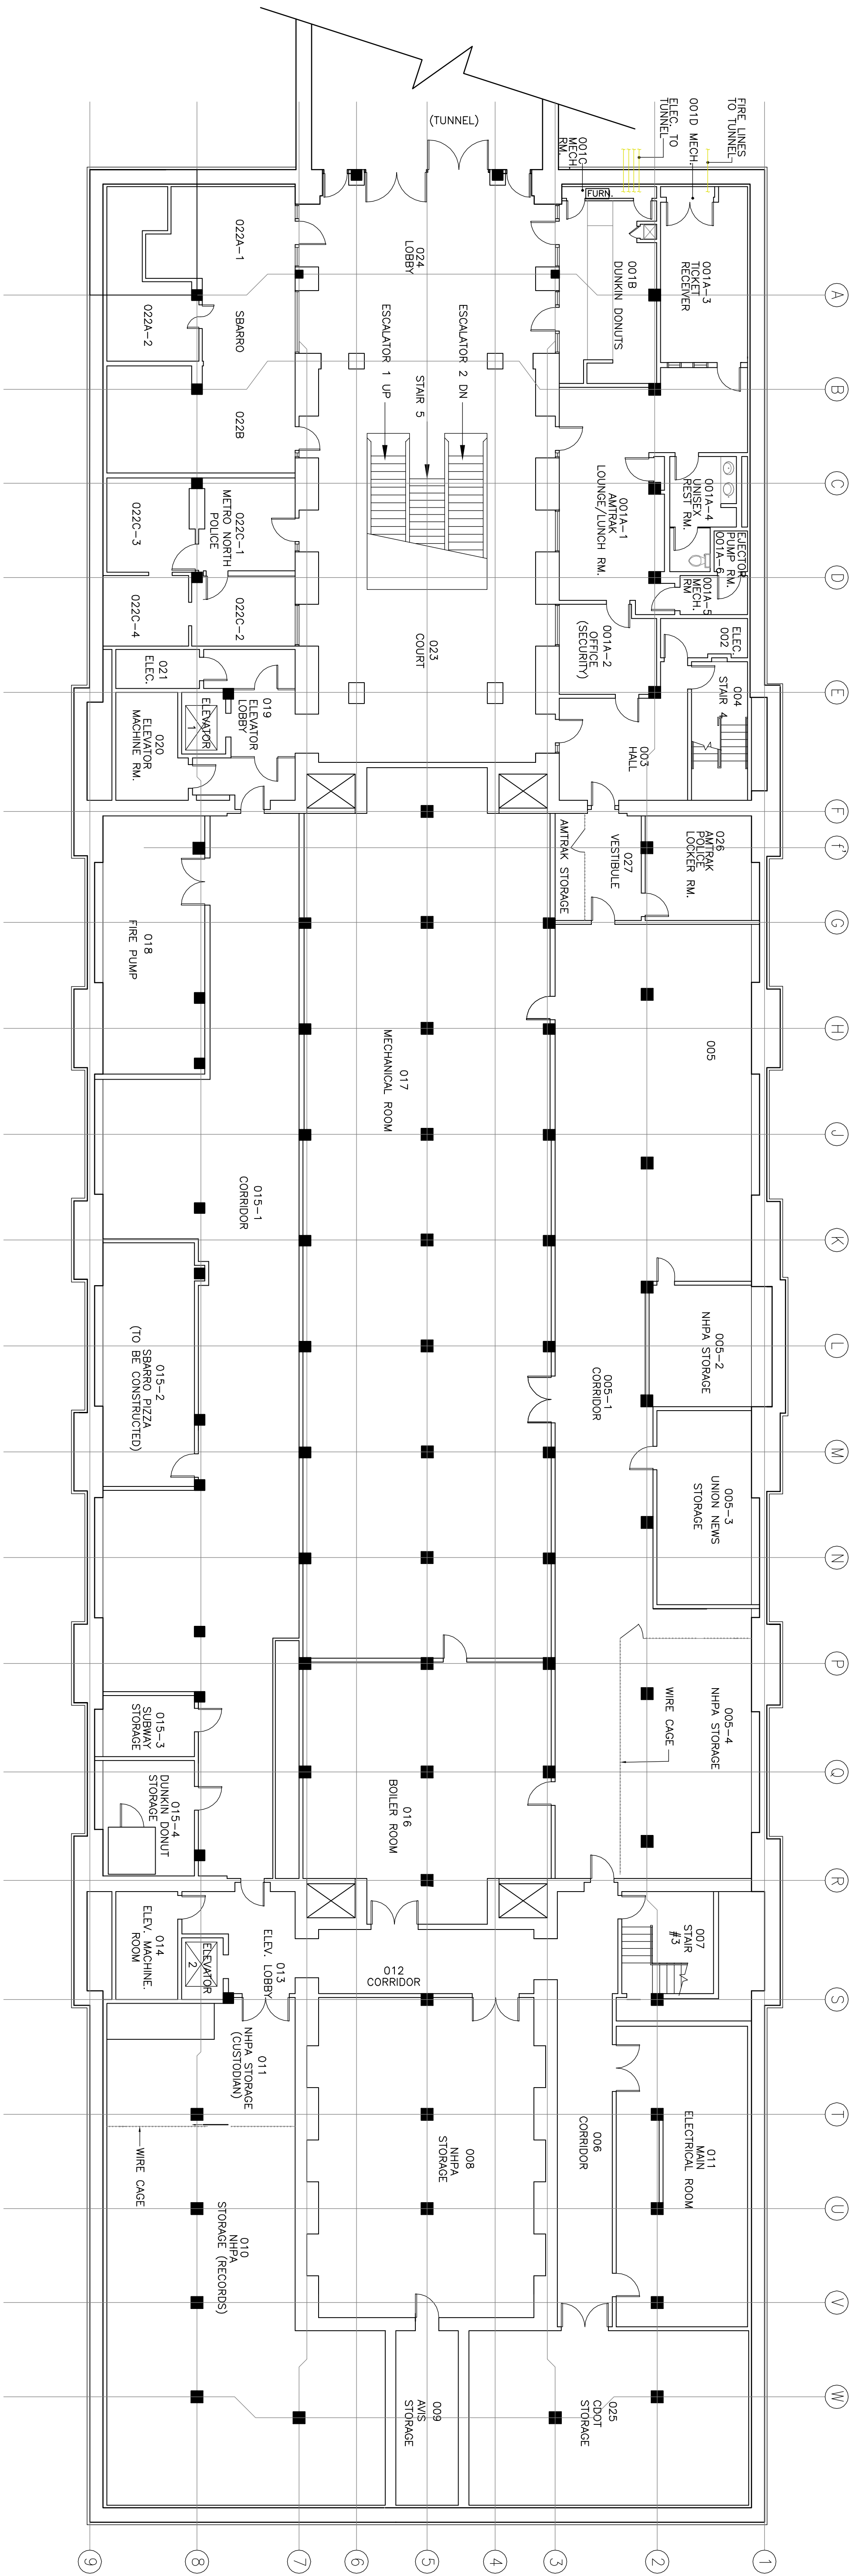 (TUNNEL)
FIRE LINES
TO TUNNEL
001D MECH.
ELEC. TO
TUNNEL
001C
MECH.
RM.
FURN.
001A-3
TICKET
RECEIVER
001B
DUNKIN DONUTS
024
LOBBY
022A-1
022A-2
SBARRO
022B
ESCALATOR 2 DN
STAIR 5
ESCALATOR 1 UP
001A-4
UNISEX
REST RM.
001A-1
AMTRAK
LOUNGE/LUNCH RM.
EJECTOR
PUMP RM.
001A-6
001A-5
MECH.
RM
022C-1
METRO NORTH
POLICE
022C-3
022C-2
022C-4
ELEC.
002
001A-2
OFFICE
(SECURITY)
023
COURT
021
ELEC.
004
STAIR 4
003
HALL
019
ELEVATOR
LOBBY
ELEVATOR
1
020
ELEVATOR
MACHINE RM.
026
AMTRAK
POLICE
LOCKER RM.
027
VESTIBULE
AMTRAK STORAGE
018
FIRE PUMP
005
017
MECHANICAL ROOM
015-1
CORRIDOR
005-2
NHPA STORAGE
005-1
CORRIDOR
015-2
SBARRO PIZZA
(TO BE CONSTRUCTED)
005-3
UNION NEWS
STORAGE
005-4
NHPA STORAGE
WIRE CAGE
015-3
SUBWAY
STORAGE
016
BOILER ROOM
015-4
DUNKIN DONUT
STORAGE
007
STAIR
#3
012
CORRIDOR
013
ELEV. LOBBY
ELEVATOR
2
014
ELEV. MACHINE.
ROOM
011
NHPA STORAGE
(CUSTODIAN)
WIRE CAGE
011
MAIN
ELECTRICAL ROOM
006
CORRIDOR
008
NHPA
STORAGE
010
NHPA
STORAGE (RECORDS)
009
AVIS
STORAGE
025
CDOT
STORAGE
A
B
C
D
E
F
f'
G
H
J
K
L
M
N
P
Q
R
S
T
U
V
W
1
2
3
4
5
6
7
8
9